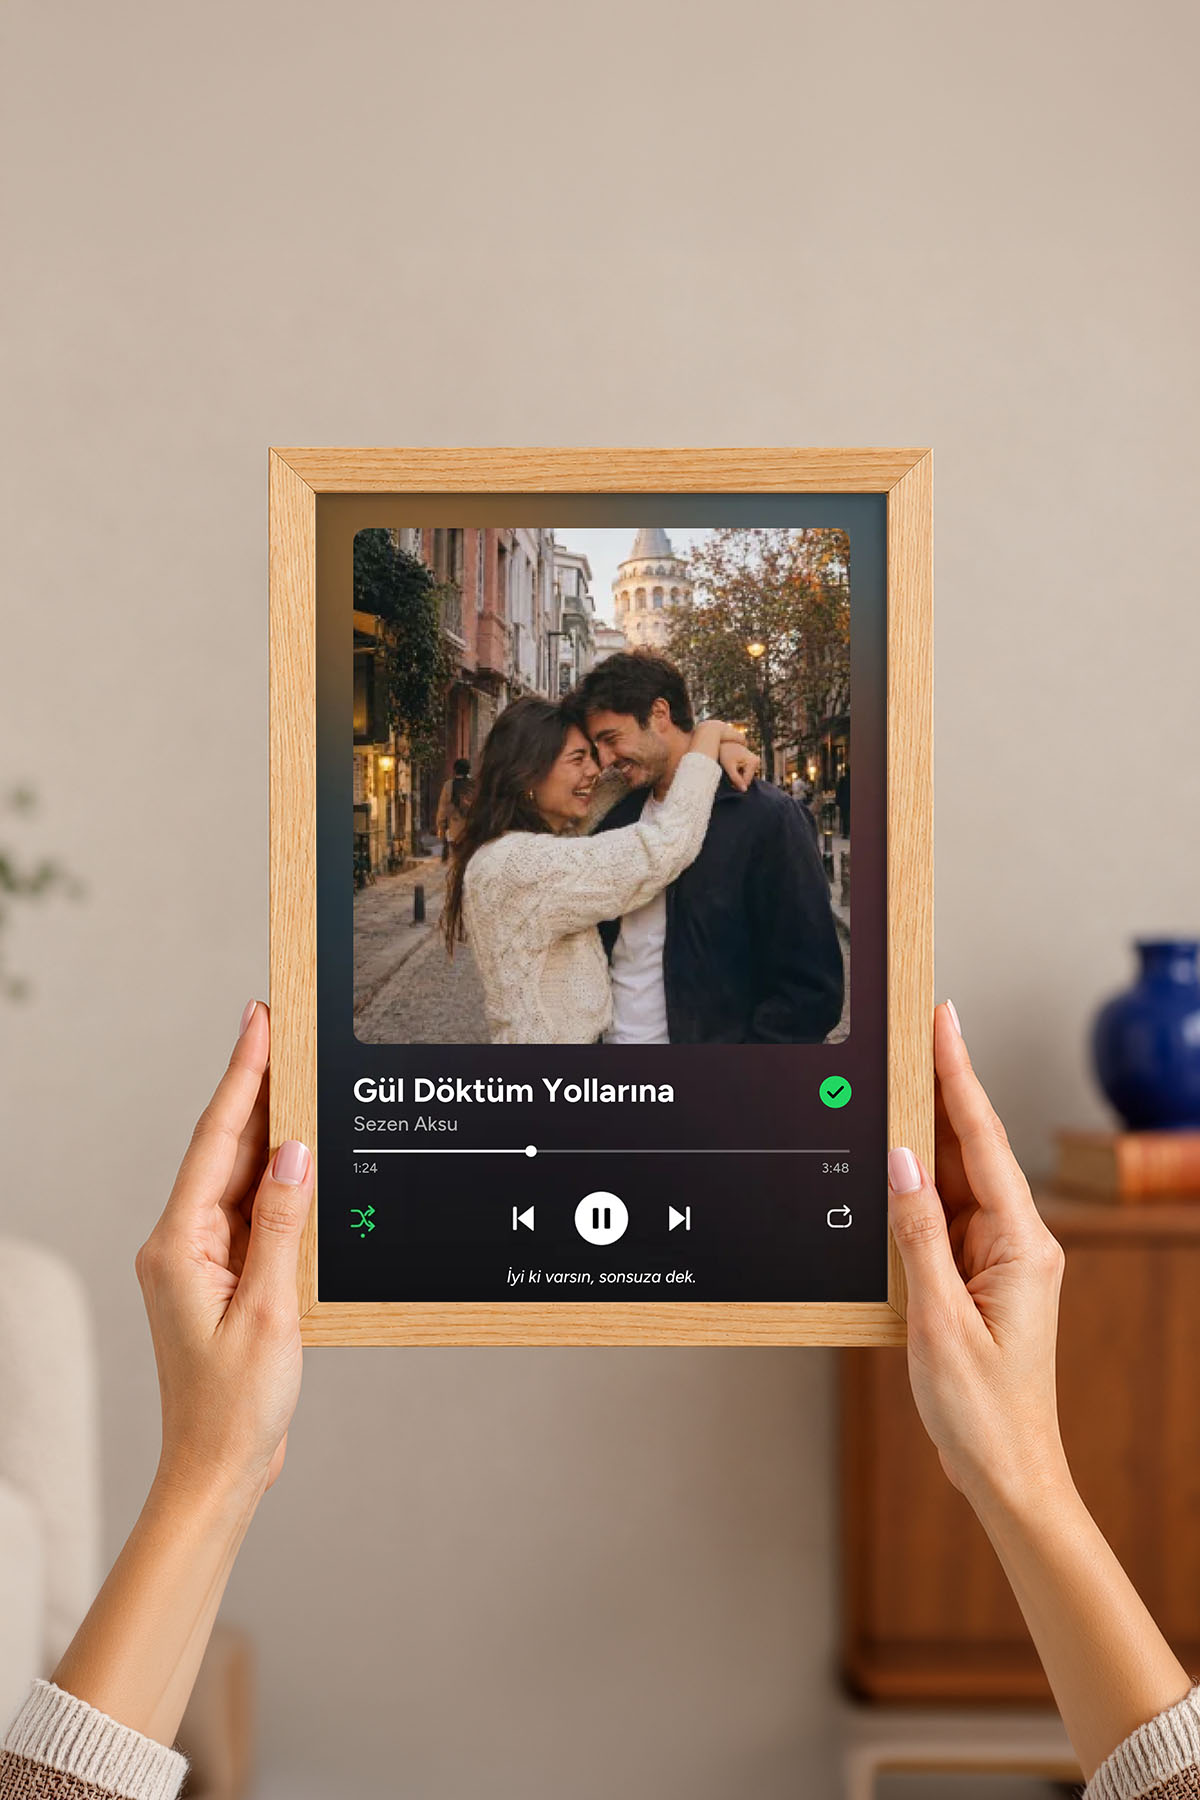 Gül Döktüm Yollarına
Sezen Aksu
1:24
3:48
İyi ki varsın, sonsuza dek.